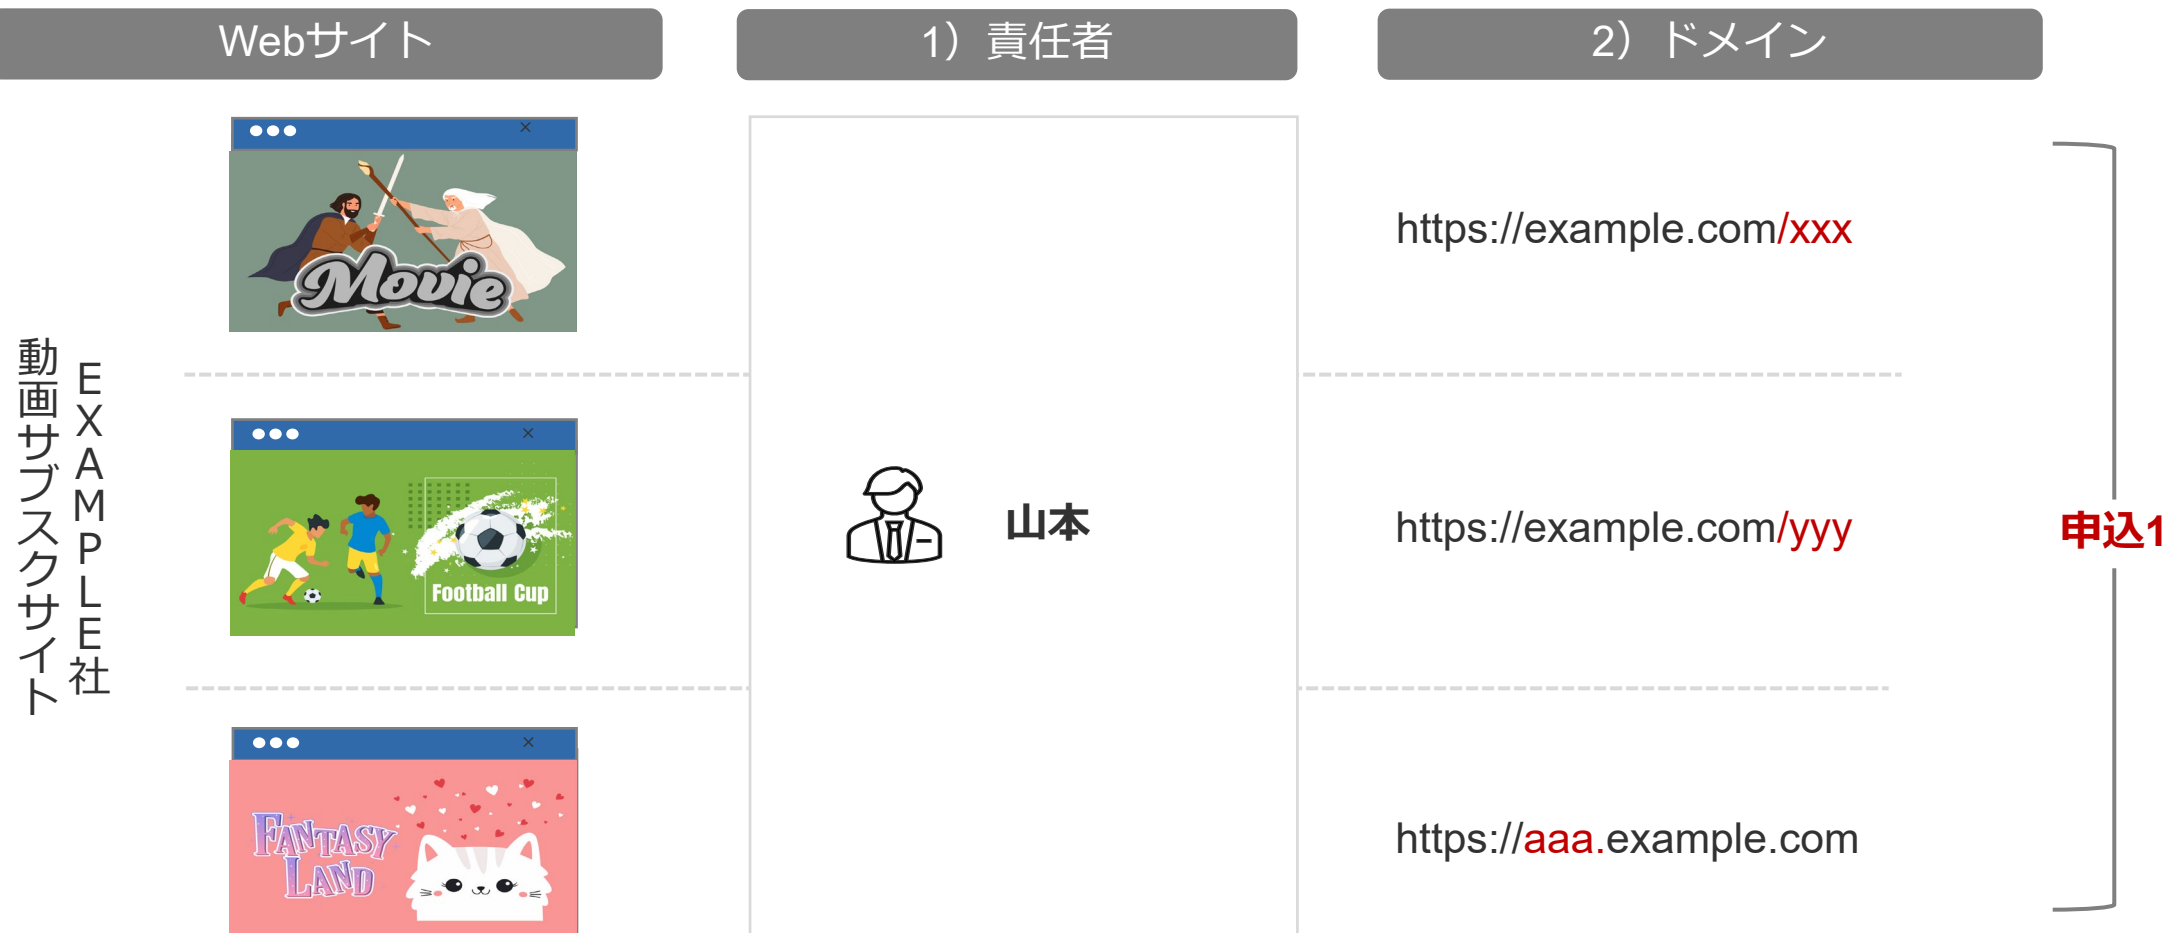 Webサイト
1）責任者
2）ドメイン
EXAMPLE社
動画サブスクサイト
Movie
https://example.com/xxx
Football Cup
山本
https://example.com/yyy
申込1
FANTASY
LAND
https://aaa.example.com